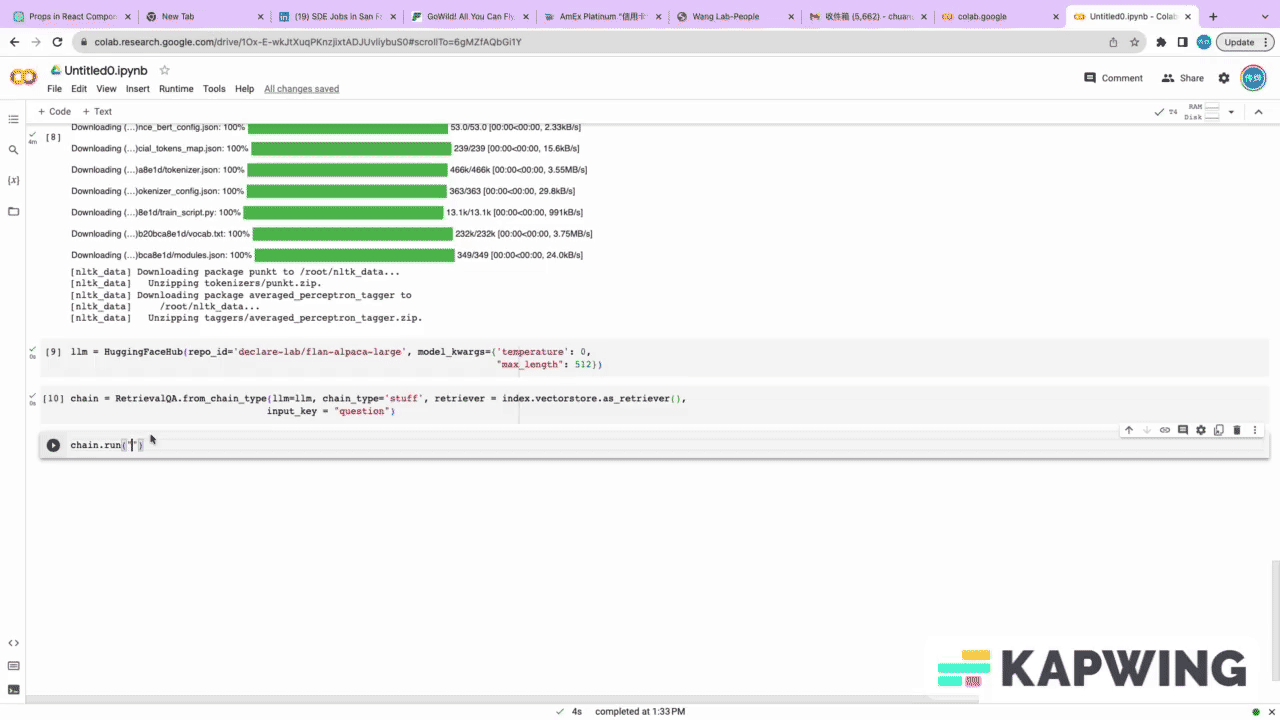 Props in React Compon
New Tab
(19) SDE Jobs in San F
GoWild! All You Can Fly
AmEx Platinum "信用卡"
Wang Lab-People
收件箱 (5,662) - chuan
colab.google
Untitled0.ipynb - Colab
colab.research.google.com/drive/1Ox-E-wkJtXuqPKnzjixtADJUvliybuS0#scrollTo=6gMZfAQbGi1Y
Update
Untitled0.ipynb
File Edit View Insert Runtime Tools Help All changes saved
Comment
Share
+ Code + Text
T4
RAM
Disk
4m
[8]
Downloading (…)nce_bert_config.json: 100% 53.0/53.0 [00:00<00:00, 2.33kB/s]
Downloading (…)cial_tokens_map.json: 100% 239/239 [00:00<00:00, 15.6kB/s]
Downloading (…)a8e1d/tokenizer.json: 100% 466k/466k [00:00<00:00, 3.55MB/s]
Downloading (…)okenizer_config.json: 100% 363/363 [00:00<00:00, 29.8kB/s]
Downloading (…)8e1d/train_script.py: 100% 13.1k/13.1k [00:00<00:00, 991kB/s]
Downloading (…)b20bca8e1d/vocab.txt: 100% 232k/232k [00:00<00:00, 3.75MB/s]
Downloading (…)bca8e1d/modules.json: 100% 349/349 [00:00<00:00, 24.0kB/s]
[nltk_data] Downloading package punkt to /root/nltk_data...
[nltk_data]   Unzipping tokenizers/punkt.zip.
[nltk_data] Downloading package averaged_perceptron_tagger to
[nltk_data]     /root/nltk_data...
[nltk_data]   Unzipping taggers/averaged_perceptron_tagger.zip.
0s
[9] llm = HuggingFaceHub(repo_id='declare-lab/flan-alpaca-large', model_kwargs={'temperature': 0,
"max_length": 512})
0s
[10] chain = RetrievalQA.from_chain_type(llm=llm, chain_type='stuff', retriever = index.vectorstore.as_retriever(),
input_key = "question")
chain.run("")
KAPWING
4s completed at 1:33 PM